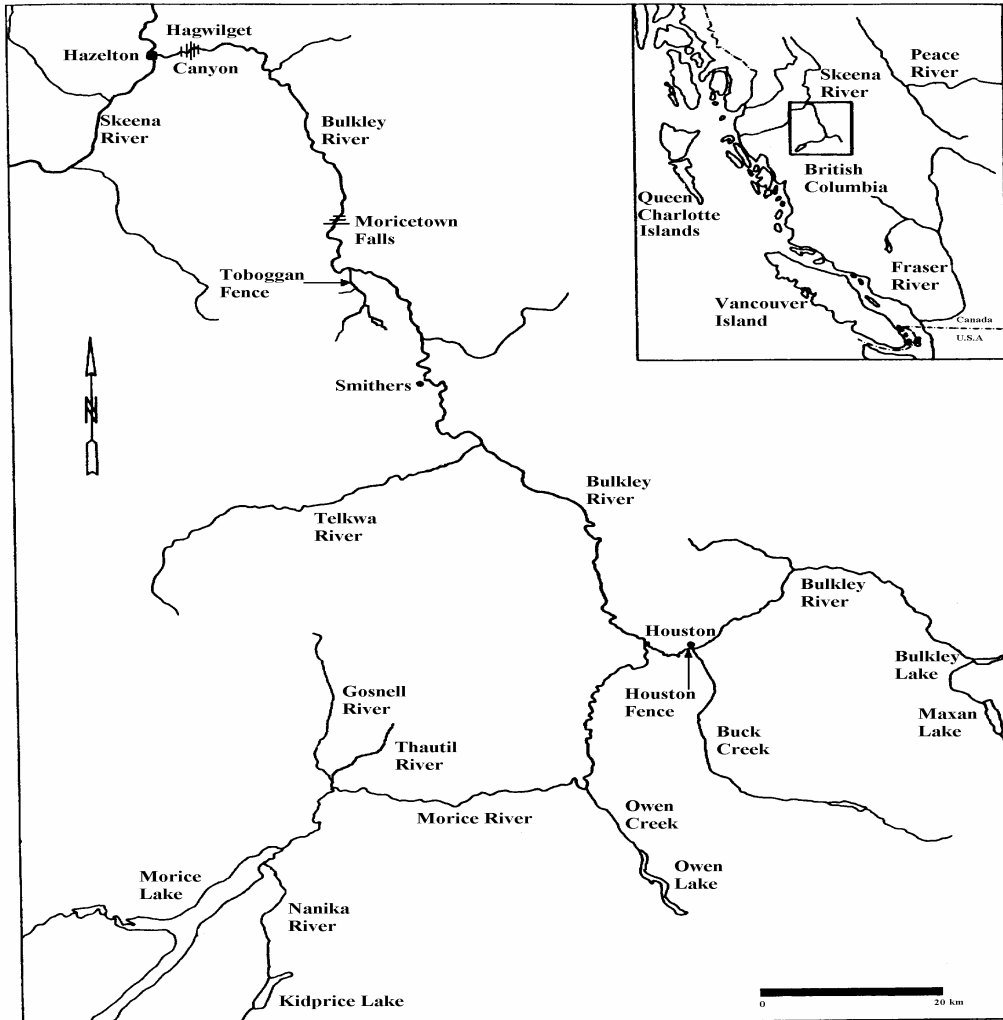 Hagwilget
Hazelton
Canyon
Skeena
River
Bulkley
River
Moricetown
Falls
Toboggan
Fence
N
Smithers
Telkwa
River
Bulkley
River
Bulkley
River
Houston
Bulkley
Lake
Houston
Fence
Maxan
Lake
Gosnell
River
Buck
Creek
Thautil
River
Morice River
Owen
Creek
Morice
Lake
Owen
Lake
Nanika
River
Kidprice Lake
0 20 km
Skeena
River
Peace
River
British
Columbia
Queen
Charlotte
Islands
Fraser
River
Vancouver
Island
Canada
U.S.A